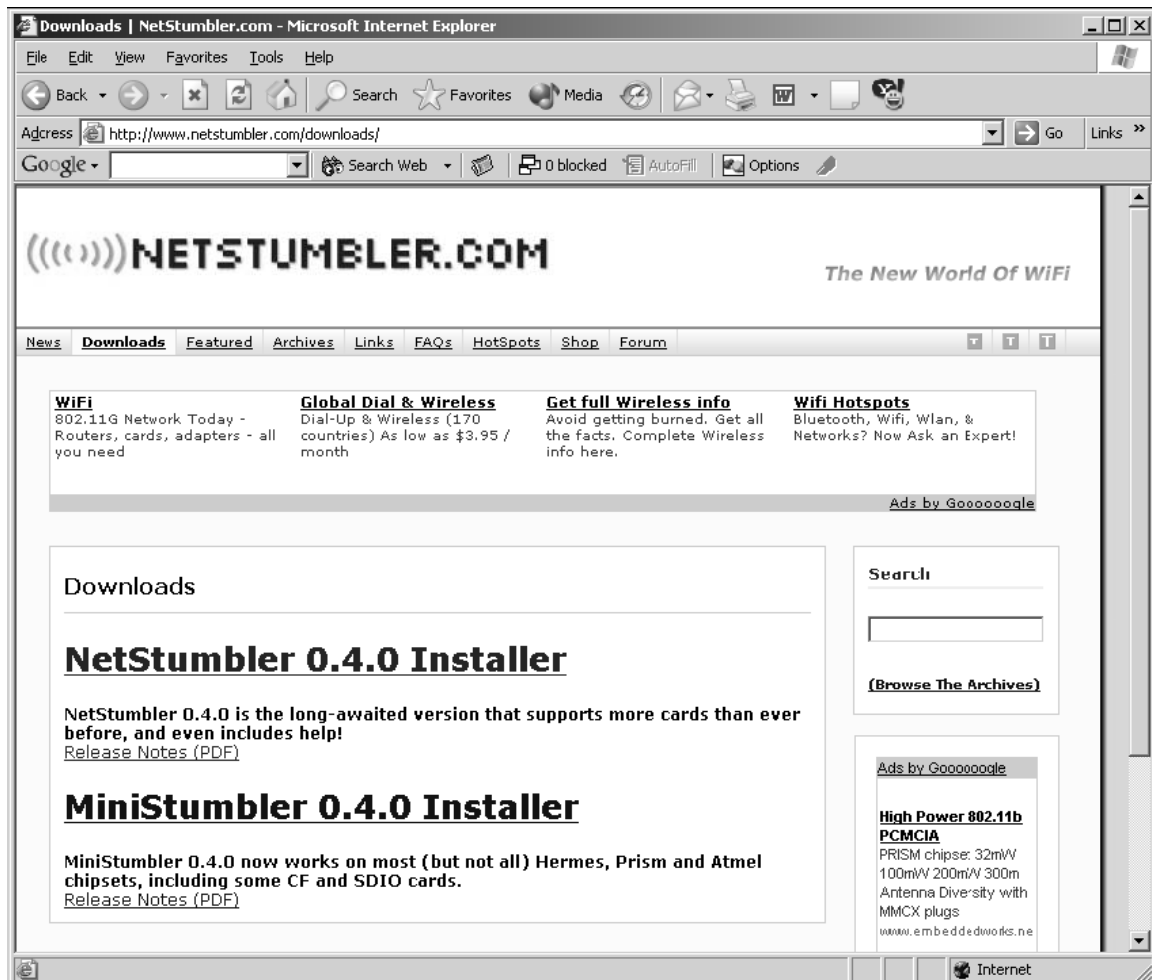 Downloads | NetStumbler.com - Microsoft Internet Explorer
File Edit View Favorites Tools Help
Back Search Favorites Media
Adcress http://www.netstumbler.com/downloads/ Go Links »
Google Search Web 0 blocked AutoFill Options
(((())))NETSTUMBLER.COM
The New World Of WiFi
News Downloads Featured Archives Links FAQs HotSpots Shop Forum T T T
WiFi
802.11G Network Today -
Routers, cards, adapters - all
you need
Global Dial & Wireless
Dial-Up & Wireless (170
countries) As low as $3.95 /
month
Get full Wireless info
Avoid getting burned. Get all
the facts. Complete Wireless
info here.
Wifi Hotspots
Bluetooth, Wifi, Wlan, &
Networks? Now Ask an Expert!
Ads by Goooooogle
Downloads
NetStumbler 0.4.0 Installer
NetStumbler 0.4.0 is the long-awaited version that supports more cards than ever
before, and even includes help!
Release Notes (PDF)
MiniStumbler 0.4.0 Installer
MiniStumbler 0.4.0 now works on most (but not all) Hermes, Prism and Atmel
chipsets, including some CF and SDIO cards.
Release Notes (PDF)
Search
(Browse The Archives)
Ads by Goooooogle
High Power 802.11b
PCMCIA
PRISM chipse: 32mW
100mW 200mW 300m
Antenna Diversity with
MMCX plugs
www.embeddedworks.ne
Internet